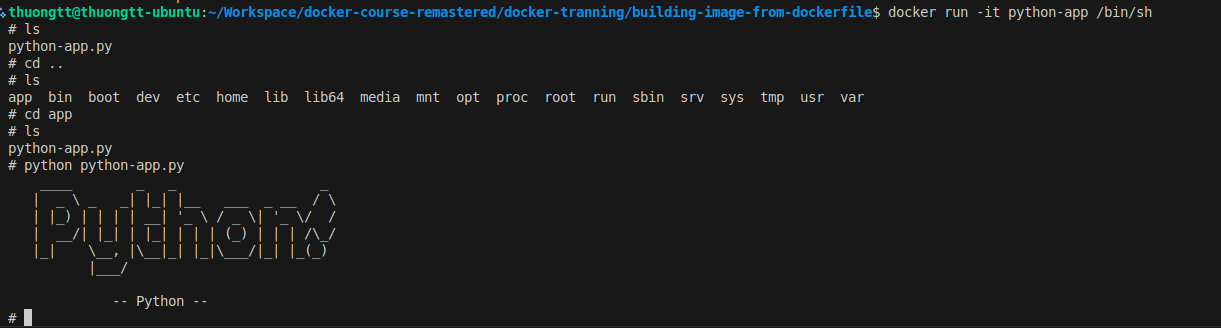 thuongtt@thuongtt-ubuntu:~/Workspace/docker-course-remastered/docker-tranning/building-image-from-dockerfile$ docker run -it python-app /bin/sh
# ls
python-app.py
# cd ..
# ls
app  bin  boot  dev  etc  home  lib  lib64  media  mnt  opt  proc  root  run  sbin  srv  sys  tmp  usr  var
# cd app
# ls
python-app.py
# python python-app.py
    ____        _   _                  _
   |  _ \ _   _| |_| |__   ___  _ __  / \
   | |_) | | | | __| '_ \ / _ \| '_ \/  /
   |  __/| |_| | |_| | | | (_) | | | /\_/
   |_|    \__, |\__|_| |_|\___/|_| |_(_)
          |___/
             -- Python --
#